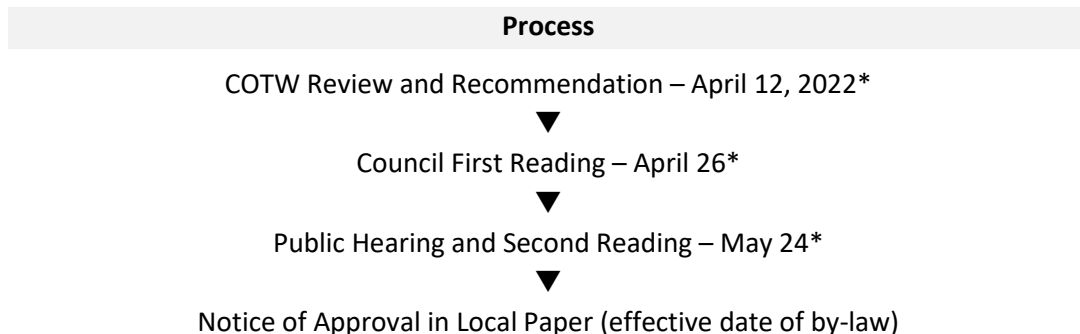 Process
COTW Review and Recommendation – April 12, 2022*
▼
Council First Reading – April 26*
▼
Public Hearing and Second Reading – May 24*
▼
Notice of Approval in Local Paper (effective date of by-law)